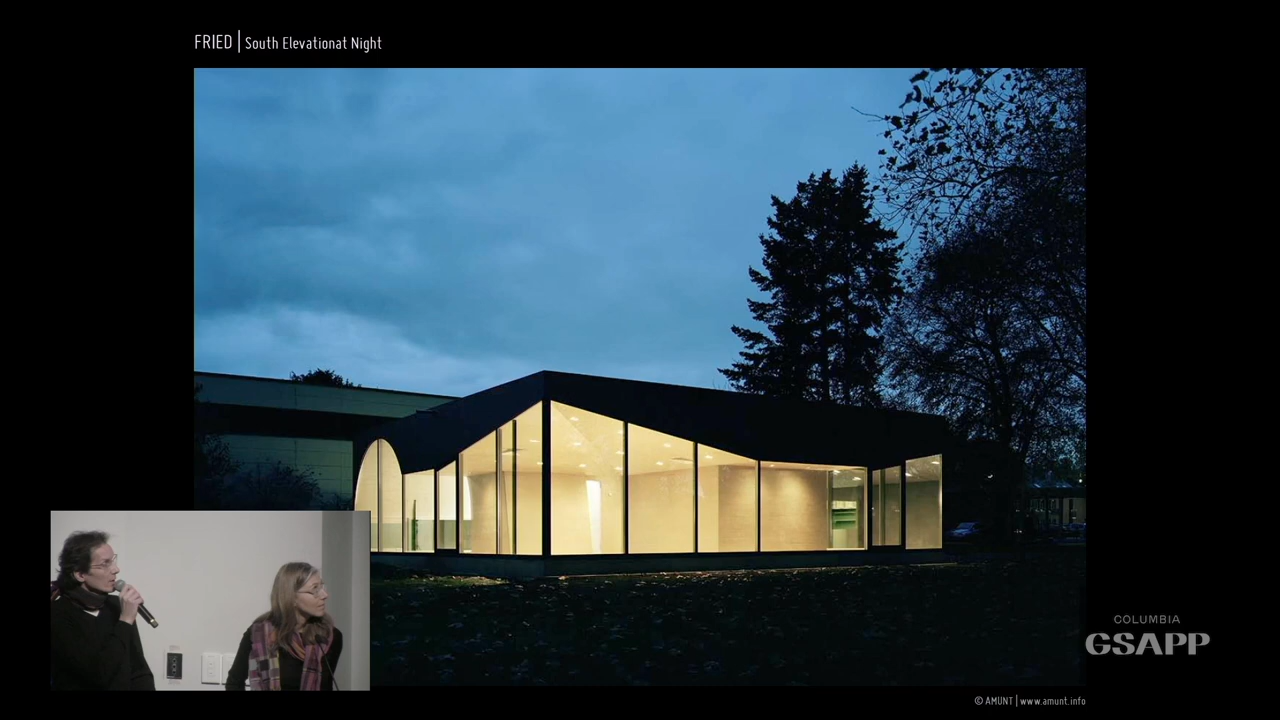 FRIED | South Elevationat Night
COLUMBIA
GSAPP
© AMUNT | www.amunt.info